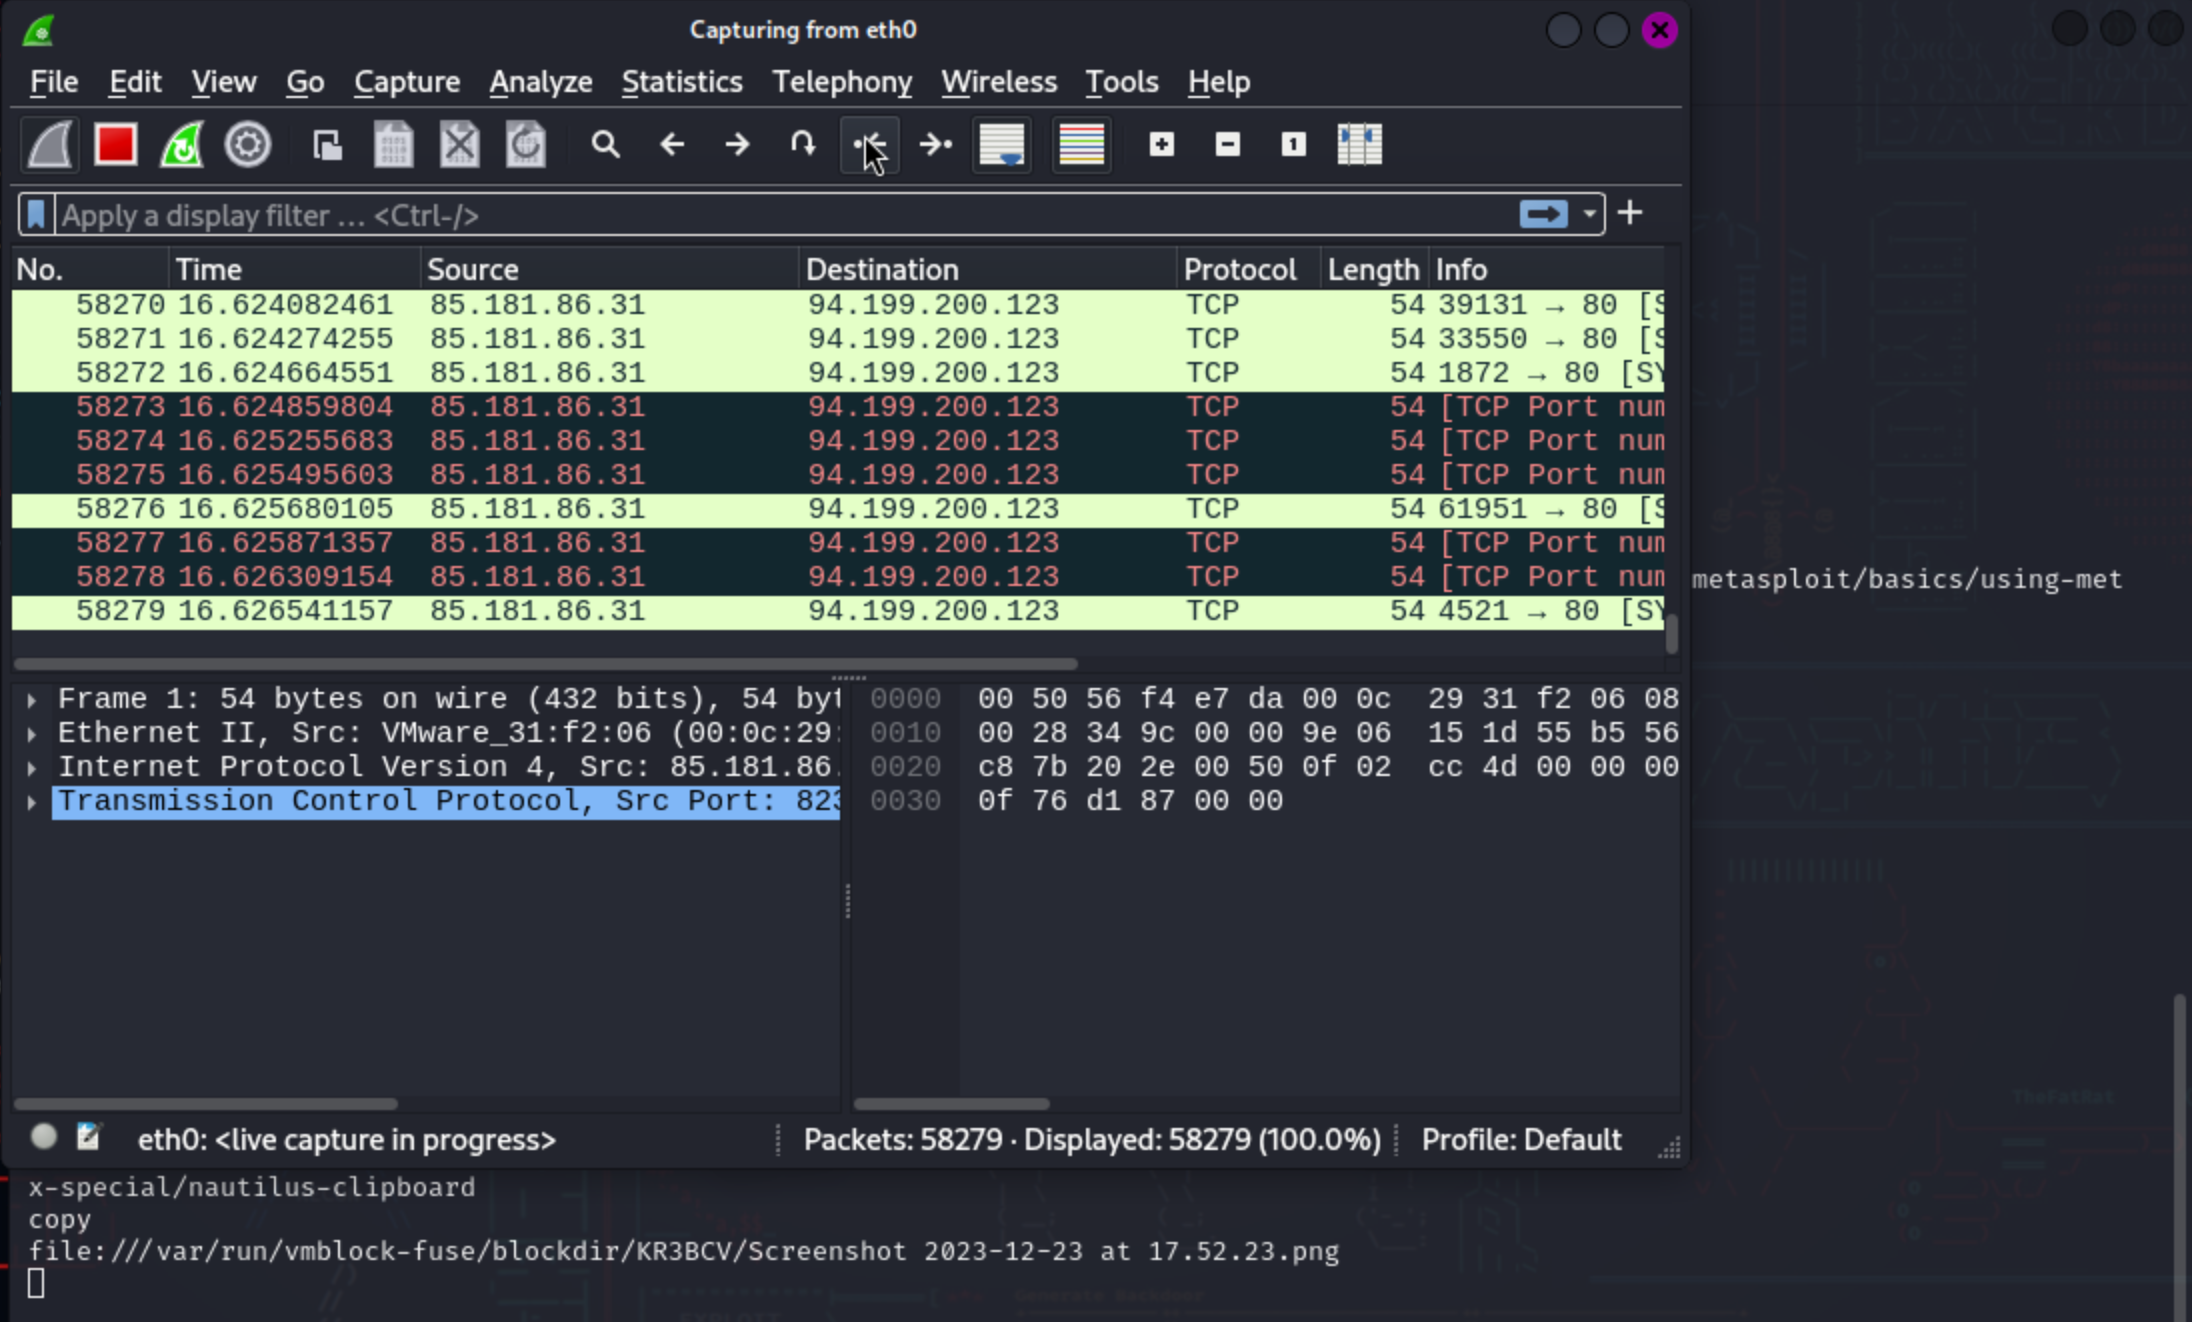 Capturing from eth0
File Edit View Go Capture Analyze Statistics Telephony Wireless Tools Help
Apply a display filter … <Ctrl-/>
No. Time Source Destination Protocol Length Info
58270 16.624082461 85.181.86.31 94.199.200.123 TCP 54 39131 → 80 [S
58271 16.624274255 85.181.86.31 94.199.200.123 TCP 54 33550 → 80 [S
58272 16.624664551 85.181.86.31 94.199.200.123 TCP 54 1872 → 80 [SY
58273 16.624859804 85.181.86.31 94.199.200.123 TCP 54 [TCP Port num
58274 16.625255683 85.181.86.31 94.199.200.123 TCP 54 [TCP Port num
58275 16.625495603 85.181.86.31 94.199.200.123 TCP 54 [TCP Port num
58276 16.625680105 85.181.86.31 94.199.200.123 TCP 54 61951 → 80 [S
58277 16.625871357 85.181.86.31 94.199.200.123 TCP 54 [TCP Port num
58278 16.626309154 85.181.86.31 94.199.200.123 TCP 54 [TCP Port num
58279 16.626541157 85.181.86.31 94.199.200.123 TCP 54 4521 → 80 [SY
metasploit/basics/using-met
Frame 1: 54 bytes on wire (432 bits), 54 byt
Ethernet II, Src: VMware_31:f2:06 (00:0c:29:
Internet Protocol Version 4, Src: 85.181.86.
Transmission Control Protocol, Src Port: 823
0000 00 50 56 f4 e7 da 00 0c 29 31 f2 06 08
0010 00 28 34 9c 00 00 9e 06 15 1d 55 b5 56
0020 c8 7b 20 2e 00 50 0f 02 cc 4d 00 00 00
0030 0f 76 d1 87 00 00
TheFatRat
eth0: <live capture in progress> Packets: 58279 · Displayed: 58279 (100.0%) Profile: Default
x-special/nautilus-clipboard
copy
file:///var/run/vmblock-fuse/blockdir/KR3BCV/Screenshot 2023-12-23 at 17.52.23.png
Generate Backdoor
EXPLOIT